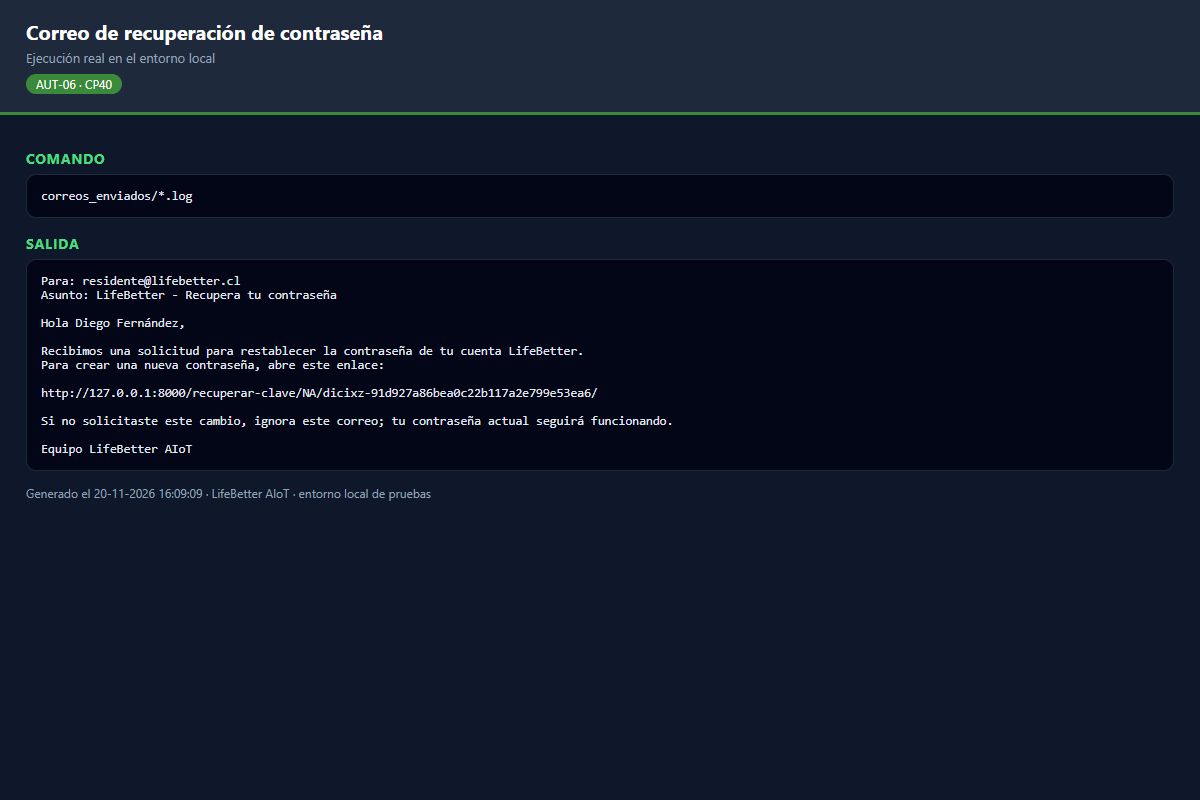 Correo de recuperación de contraseña
Ejecución real en el entorno local
AUT-06 · CP40
COMANDO
correos_enviados/*.log
SALIDA
Para: residente@lifebetter.cl
Asunto: LifeBetter - Recupera tu contraseña
Hola Diego Fernández,
Recibimos una solicitud para restablecer la contraseña de tu cuenta LifeBetter.
Para crear una nueva contraseña, abre este enlace:
http://127.0.0.1:8000/recuperar-clave/NA/dicixz-91d927a86bea0c22b117a2e799e53ea6/
Si no solicitaste este cambio, ignora este correo; tu contraseña actual seguirá funcionando.
Equipo LifeBetter AIoT
Generado el 20-11-2026 16:09:09 · LifeBetter AIoT · entorno local de pruebas